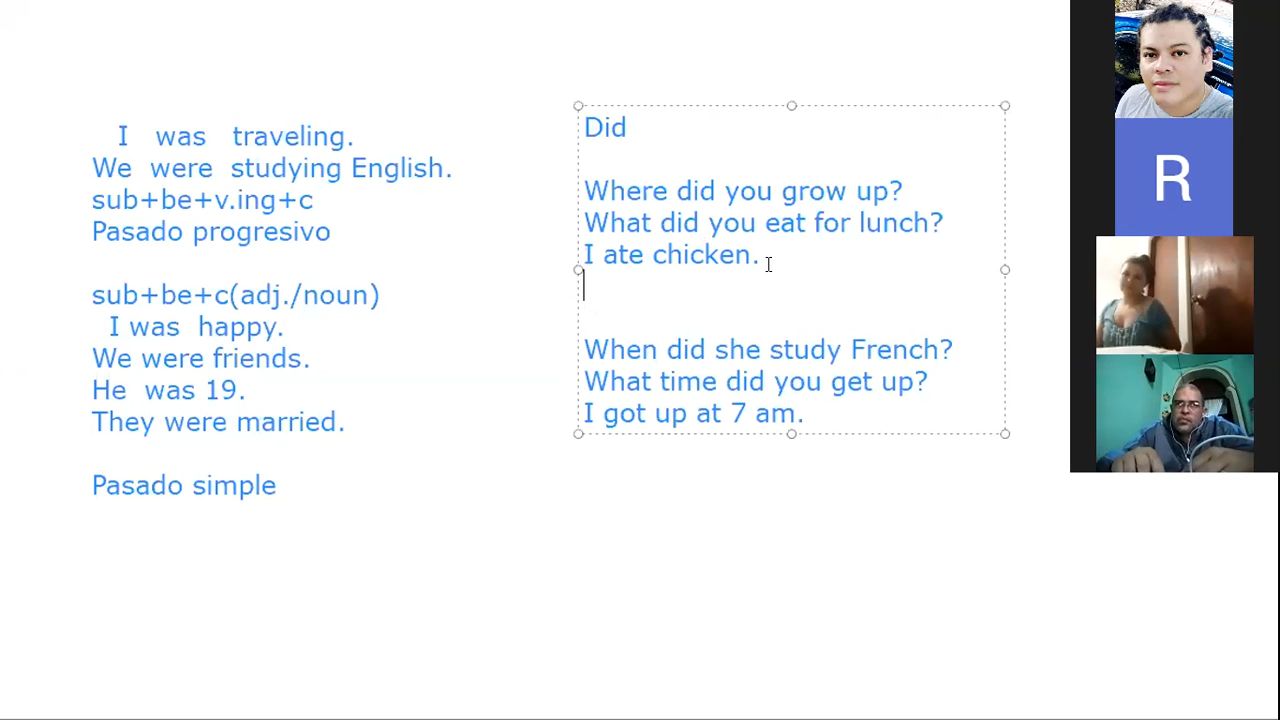 I was traveling.
We were studying English.
sub+be+v.ing+c
Pasado progresivo
sub+be+c(adj./noun)
I was happy.
We were friends.
He was 19.
They were married.
Pasado simple
Did
Where did you grow up?
What did you eat for lunch?
I ate chicken.
When did she study French?
What time did you get up?
I got up at 7 am.
R